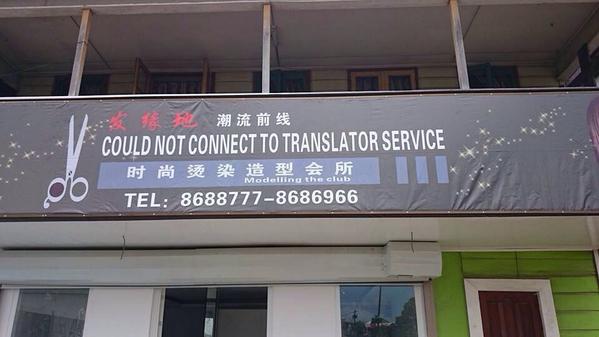 发缘地 潮流前线
COULD NOT CONNECT TO TRANSLATOR SERVICE
时尚烫染造型会所
Modelling the club
TEL: 8688777-8686966